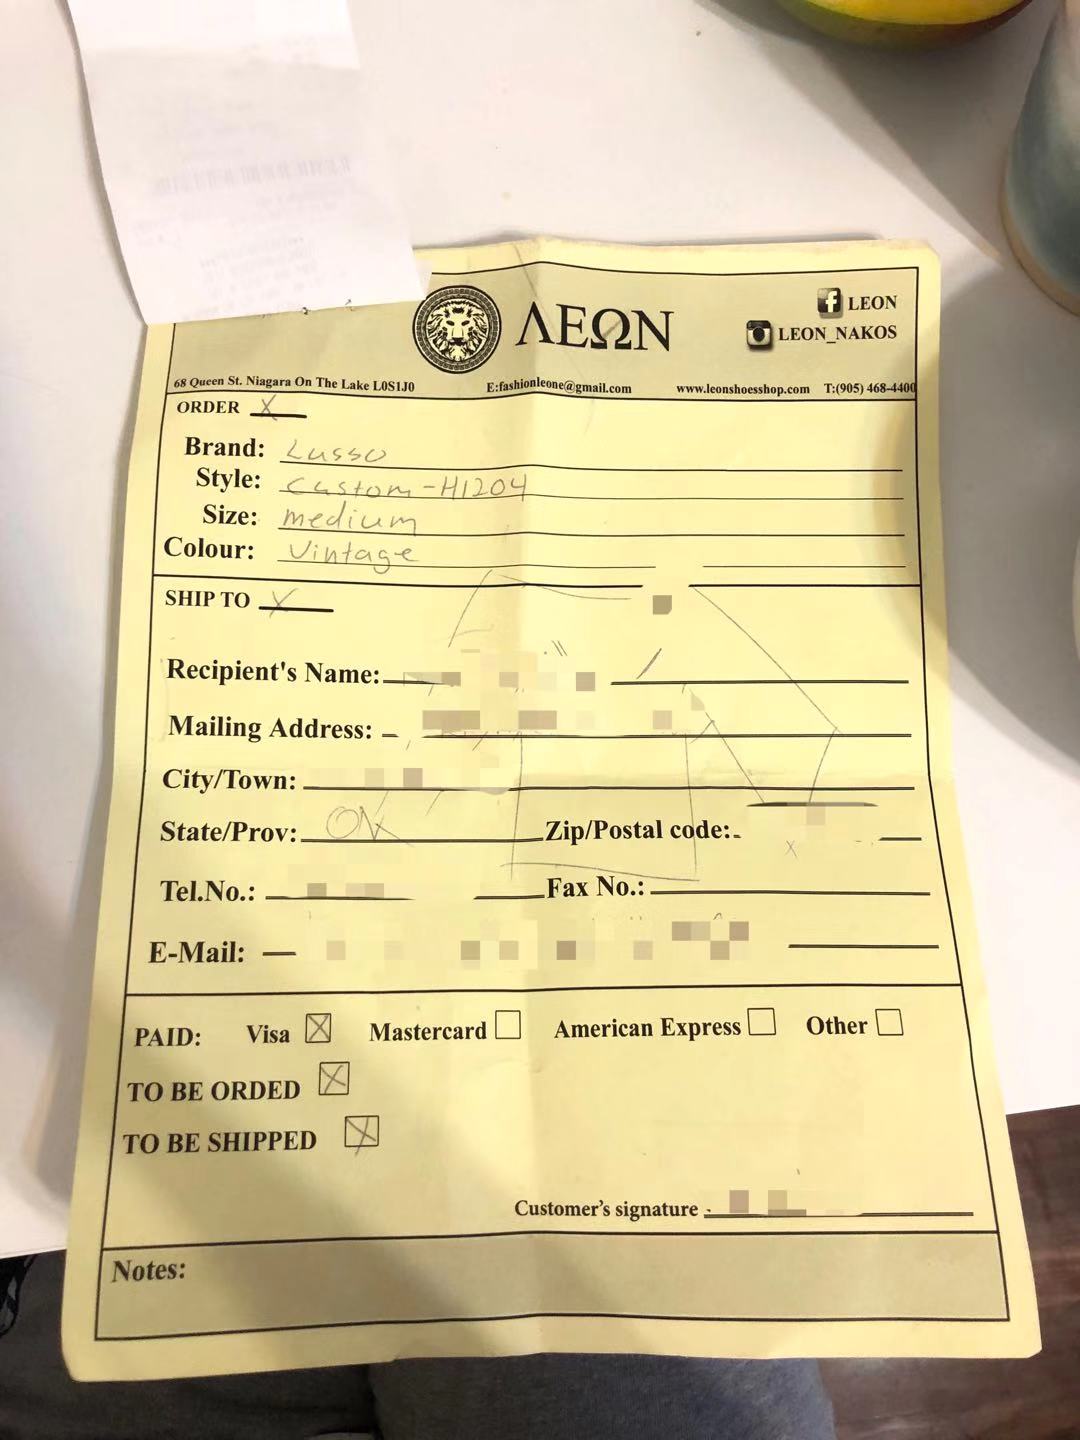 ΛΕΩΝ
LEON
LEON_NAKOS
68 Queen St. Niagara On The Lake L0S1J0 E:fashionleone@gmail.com www.leonshoesshop.com T:(905) 468-4400
ORDER X
Brand: Lusso
Style: Custom-H1204
Size: medium
Colour: Vintage
SHIP TO X
Recipient's Name:
Mailing Address:
City/Town:
State/Prov: ON Zip/Postal code:
Tel.No.: Fax No.:
E-Mail:
PAID: Visa X Mastercard American Express Other
TO BE ORDED X
TO BE SHIPPED X
Customer's signature
Notes: